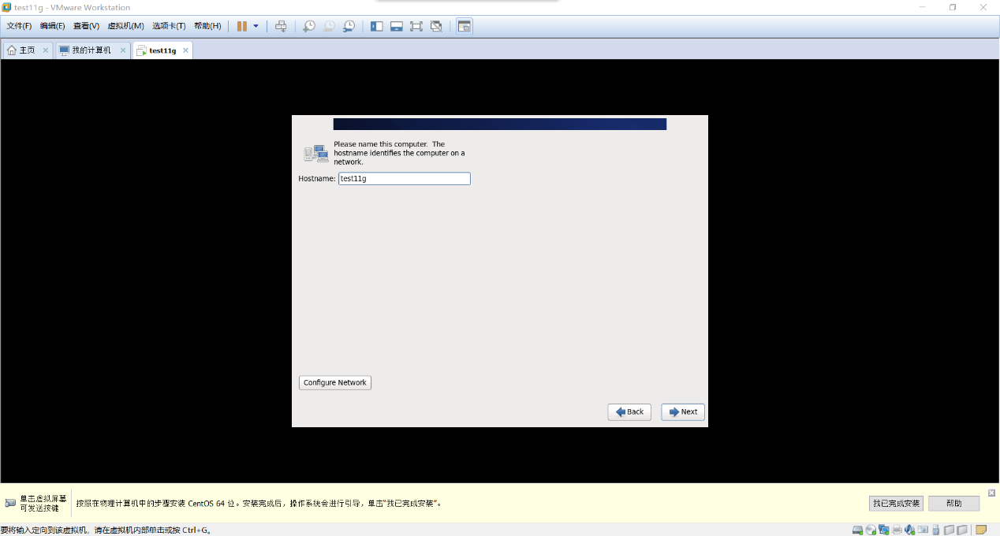 test11g - VMware Workstation
文件(F) 编辑(E) 查看(V) 虚拟机(M) 选项卡(T) 帮助(H)
主页 我的计算机 test11g
Please name this computer. The
hostname identifies the computer on a
network.
Hostname: test11g
Configure Network
Back Next
单击虚拟屏幕
可发送按键
按照在物理计算机中的步骤安装 CentOS 64 位。安装完成后，操作系统会进行引导，单击“我已完成安装”。
我已完成安装 帮助
要将输入定向到该虚拟机，请在虚拟机内部单击或按 Ctrl+G。